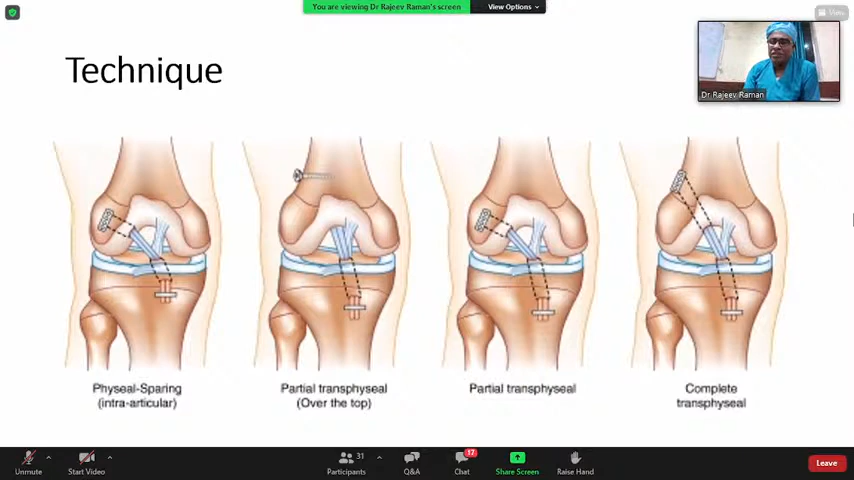 You are viewing Dr Rajeev Raman's screen
View Options
View
Technique
Dr Rajeev Raman
Physeal-Sparing
(intra-articular)
Partial transphyseal
(Over the top)
Partial transphyseal
Complete
transphyseal
Unmute
Start Video
31
Participants
Q&A
17
Chat
Share Screen
Raise Hand
Leave